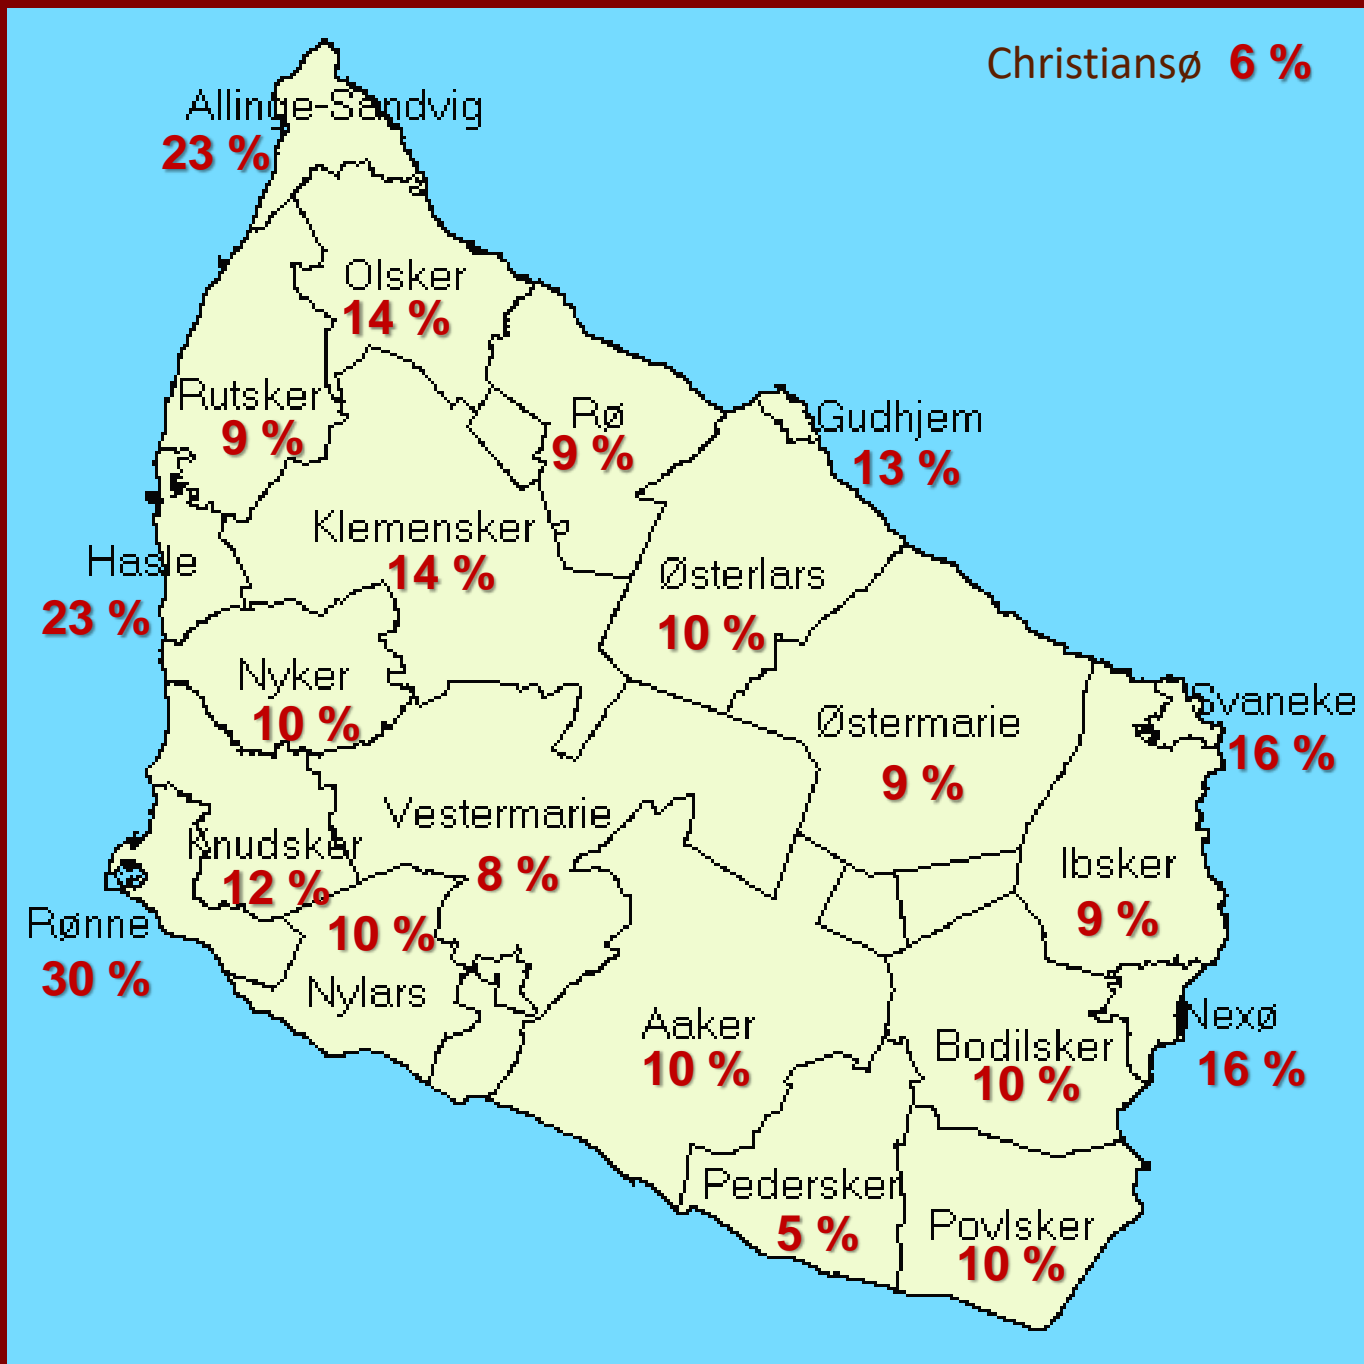 Christiansø 6 %
Allinge-Sandvig
23 %
Olsker
14 %
Rutsker
9 %
Rø
9 %
Gudhjem
13 %
Klemensker
14 %
Hasle
23 %
Østerlars
10 %
Nyker
10 %
Svaneke
16 %
Østermarie
9 %
Vestermarie
8 %
Knudsker
12 %
Ibsker
9 %
Rønne
30 %
10 %
Nylars
Aaker
10 %
Nexø
16 %
Bodilsker
10 %
Pedersker
5 %
Povlsker
10 %